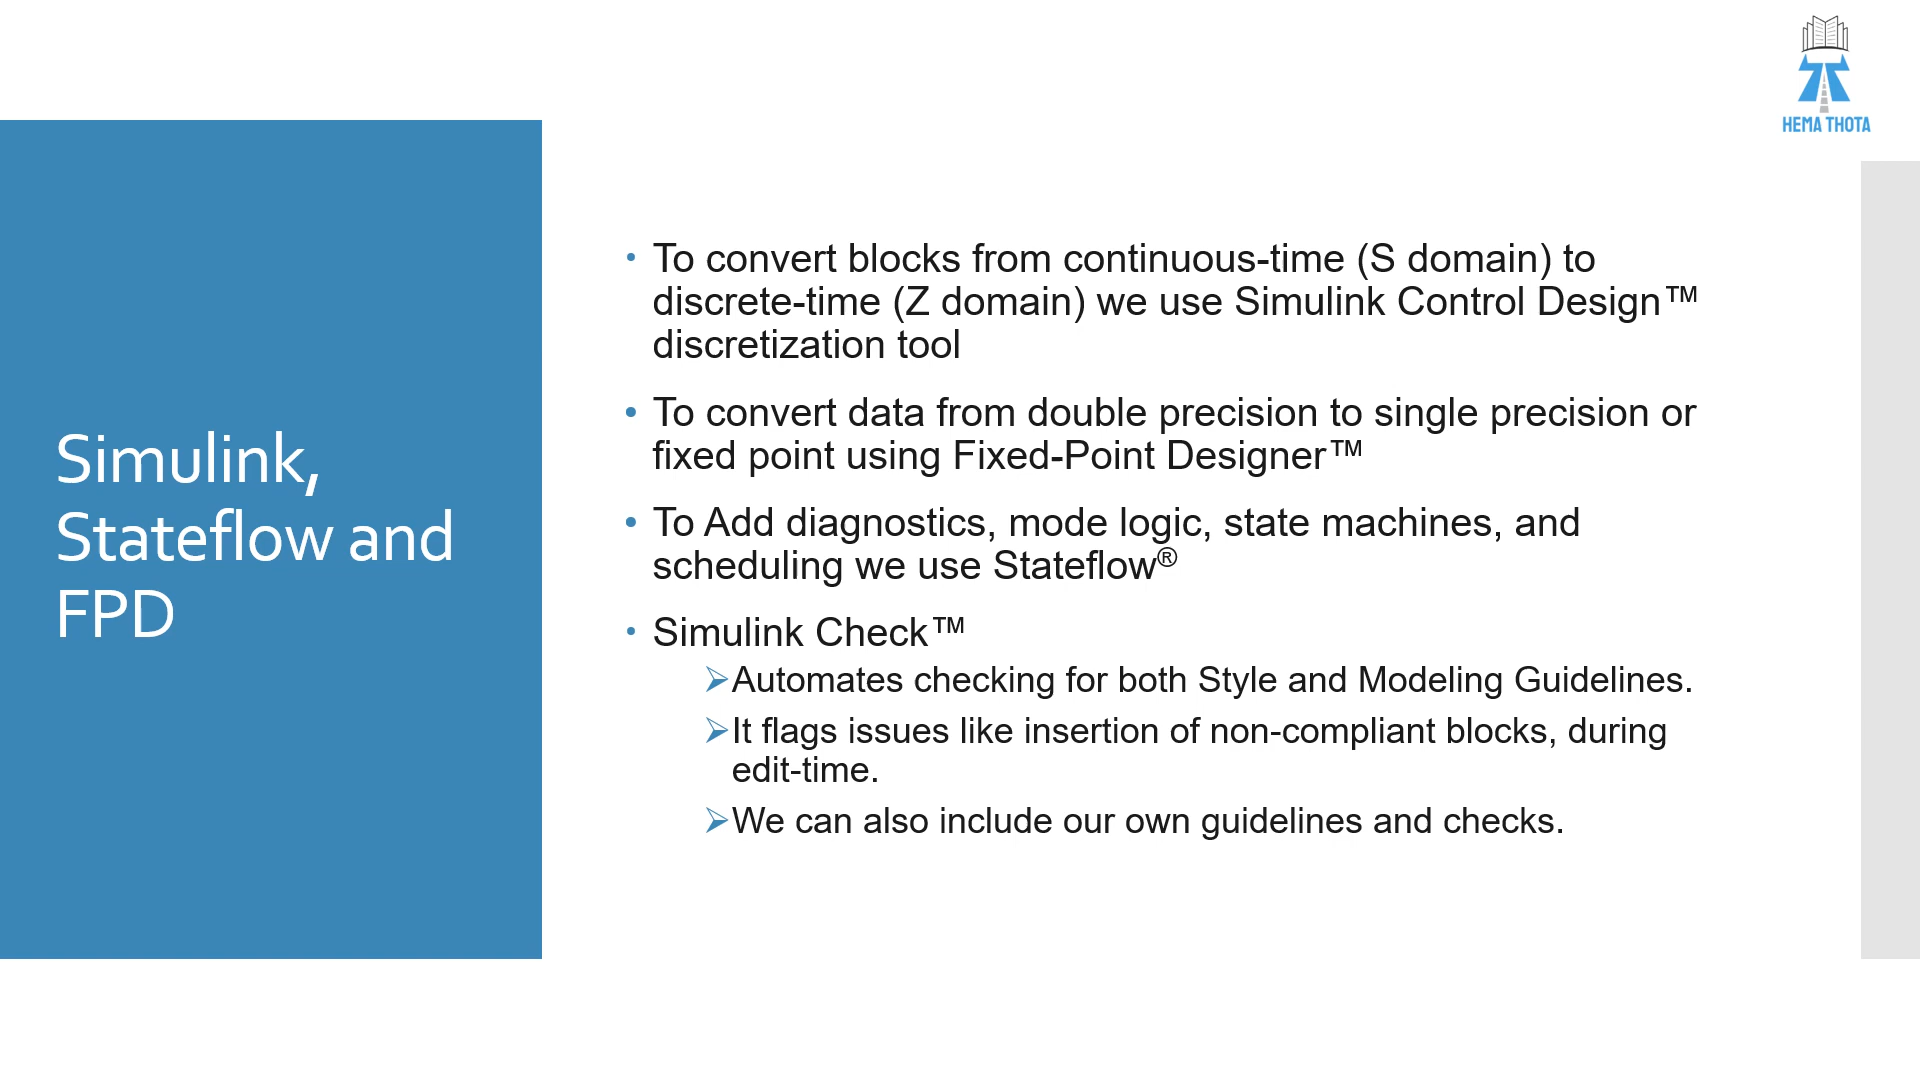 HEMA THOTA
Simulink,
Stateflow and
FPD
• To convert blocks from continuous-time (S domain) to
discrete-time (Z domain) we use Simulink Control Design™
discretization tool
• To convert data from double precision to single precision or
fixed point using Fixed-Point Designer™
• To Add diagnostics, mode logic, state machines, and
scheduling we use Stateflow®
• Simulink Check™
➢Automates checking for both Style and Modeling Guidelines.
➢It flags issues like insertion of non-compliant blocks, during
edit-time.
➢We can also include our own guidelines and checks.